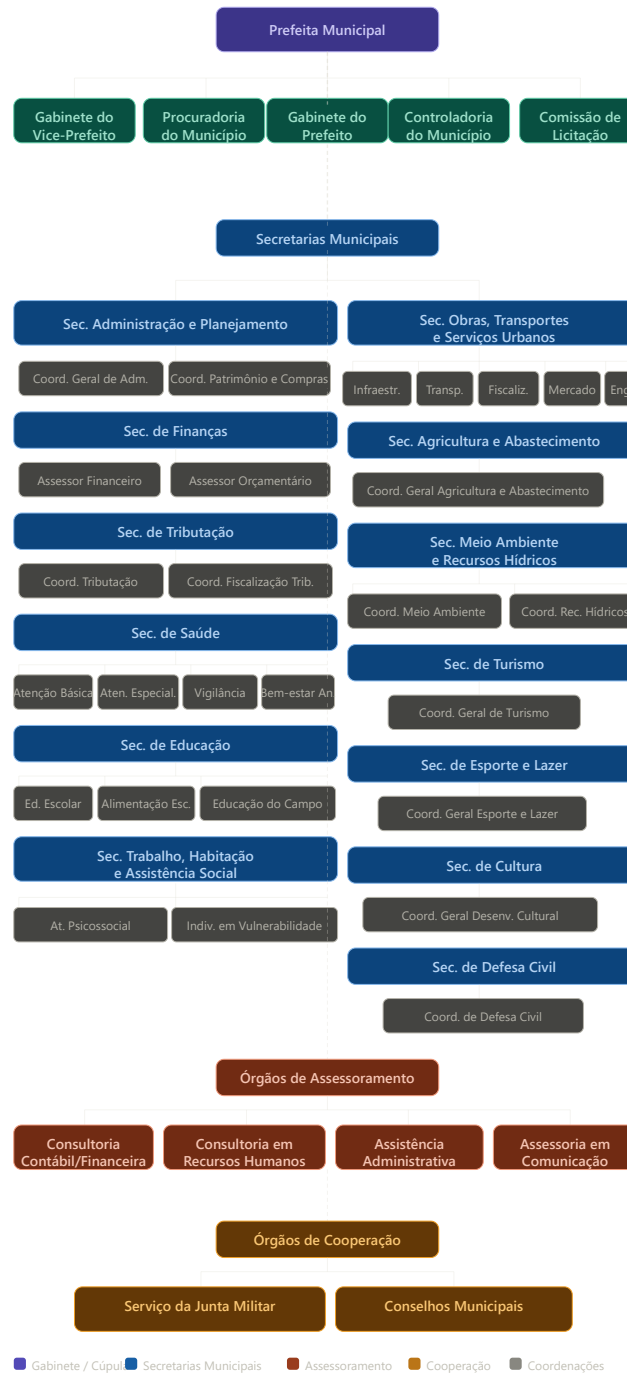 Prefeita Municipal
Gabinete do
Vice-Prefeito
Procuradoria
do Município
Gabinete do
Prefeito
Controladoria
do Município
Comissão de
Licitação
Secretarias Municipais
Sec. Administração e Planejamento
Coord. Geral de Adm.
Coord. Patrimônio e Compras
Sec. de Finanças
Assessor Financeiro
Assessor Orçamentário
Sec. de Tributação
Coord. Tributação
Coord. Fiscalização Trib.
Sec. de Saúde
Atenção Básica
Aten. Especial.
Vigilância
Bem-estar An.
Sec. de Educação
Ed. Escolar
Alimentação Esc.
Educação do Campo
Sec. Trabalho, Habitação
e Assistência Social
At. Psicossocial
Indiv. em Vulnerabilidade
Sec. Obras, Transportes
e Serviços Urbanos
Infraestr.
Transp.
Fiscaliz.
Mercado
Sec. Agricultura e Abastecimento
Coord. Geral Agricultura e Abastecimento
Sec. Meio Ambiente
e Recursos Hídricos
Coord. Meio Ambiente
Coord. Rec. Hídricos
Sec. de Turismo
Coord. Geral de Turismo
Sec. de Esporte e Lazer
Coord. Geral Esporte e Lazer
Sec. de Cultura
Coord. Geral Desenv. Cultural
Sec. de Defesa Civil
Coord. de Defesa Civil
Órgãos de Assessoramento
Consultoria
Contábil/Financeira
Consultoria em
Recursos Humanos
Assistência
Administrativa
Assessoria em
Comunicação
Órgãos de Cooperação
Serviço da Junta Militar
Conselhos Municipais
Gabinete / Cúpula
Secretarias Municipais
Assessoramento
Cooperação
Coordenações